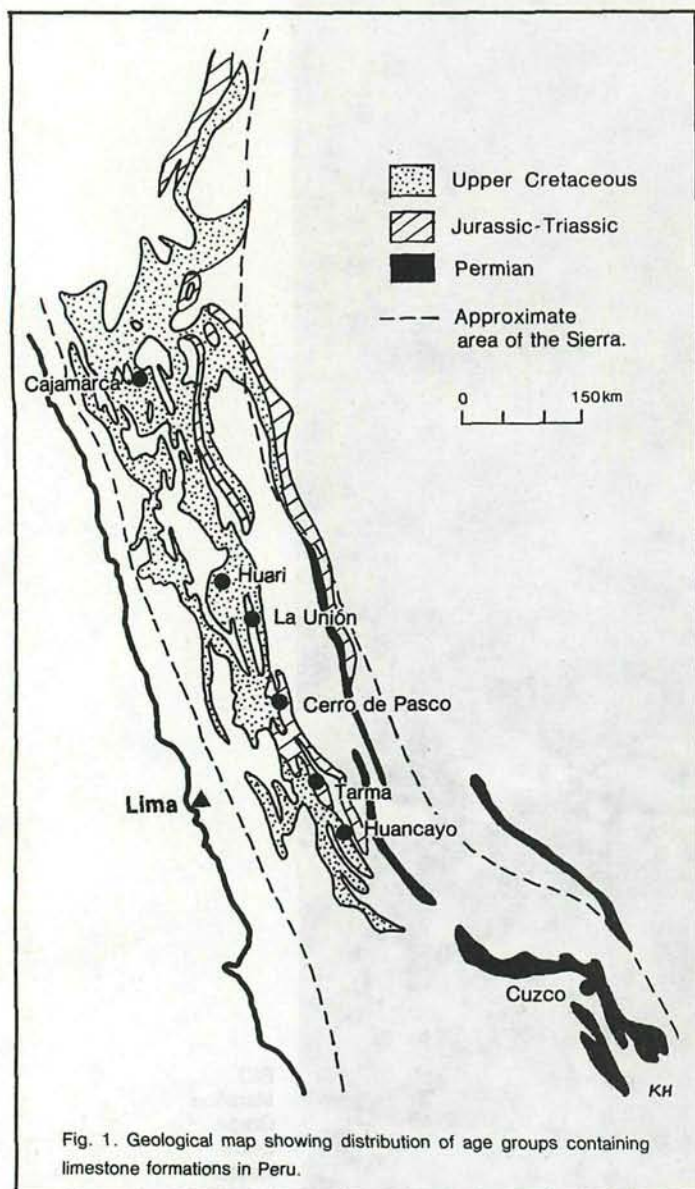 Upper Cretaceous
Jurassic-Triassic
Permian
Approximate
area of the Sierra.
0 150km
Cajamarca
Huari
La Unión
Cerro de Pasco
Lima
Tarma
Huancayo
Cuzco
KH
Fig. 1. Geological map showing distribution of age groups containing
limestone formations in Peru.